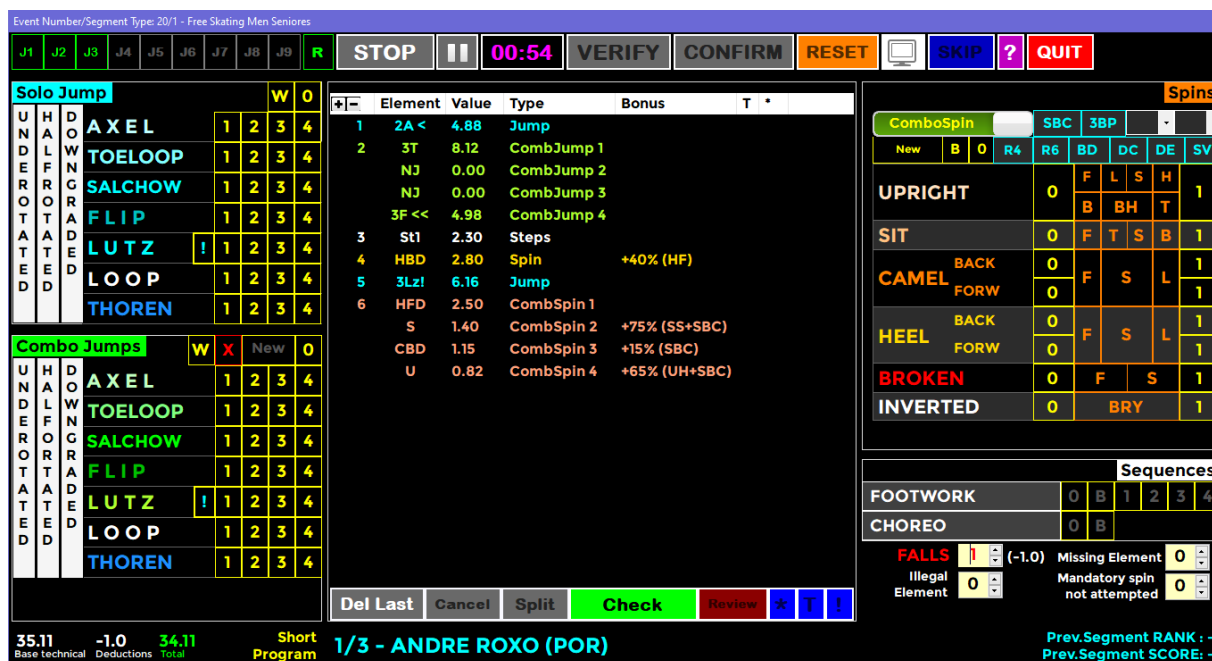 Event Number/Segment Type: 20/1 - Free Skating Men Seniores
J1 J2 J3 J4 J5 J6 J7 J8 J9 R STOP 00:54 VERIFY CONFIRM RESET SKIP ? QUIT
Solo Jump W 0
UNDERROTATED
HALFROTATED
DOWNGRADED
AXEL 1 2 3 4
TOELOOP 1 2 3 4
SALCHOW 1 2 3 4
FLIP 1 2 3 4
LUTZ ! 1 2 3 4
LOOP 1 2 3 4
THOREN 1 2 3 4
Combo Jumps W X New 0
UNDERROTATED
HALFROTATED
DOWNGRADED
AXEL 1 2 3 4
TOELOOP 1 2 3 4
SALCHOW 1 2 3 4
FLIP 1 2 3 4
LUTZ ! 1 2 3 4
LOOP 1 2 3 4
THOREN 1 2 3 4
35.11 -1.0 34.11 Short
Base technical Deductions Total Program
+ - Element Value Type Bonus T *
1 2A < 4.88 Jump
2 3T 8.12 CombJump 1
NJ 0.00 CombJump 2
NJ 0.00 CombJump 3
3F << 4.98 CombJump 4
3 St1 2.30 Steps
4 HBD 2.80 Spin +40% (HF)
5 3Lz! 6.16 Jump
6 HFD 2.50 CombSpin 1
S 1.40 CombSpin 2 +75% (SS+SBC)
CBD 1.15 CombSpin 3 +15% (SBC)
U 0.82 CombSpin 4 +65% (UH+SBC)
Del Last Cancel Split Check Review * T !
1/3 - ANDRE ROXO (POR)
Spins
ComboSpin SBC 3BP
New B 0 R4 R6 BD DC DE SV
UPRIGHT 0 F L S H 1
B BH T
SIT 0 F T S B 1
CAMEL BACK 0 F S L 1
FORW 0 1
HEEL BACK 0 F S L 1
FORW 0 1
BROKEN 0 F S 1
INVERTED 0 BRY 1
Sequences
FOOTWORK 0 B 1 2 3 4
CHOREO 0 B
FALLS 1 (-1.0) Missing Element 0
Illegal Element 0 Mandatory spin not attempted 0
Prev.Segment RANK : -
Prev.Segment SCORE: -